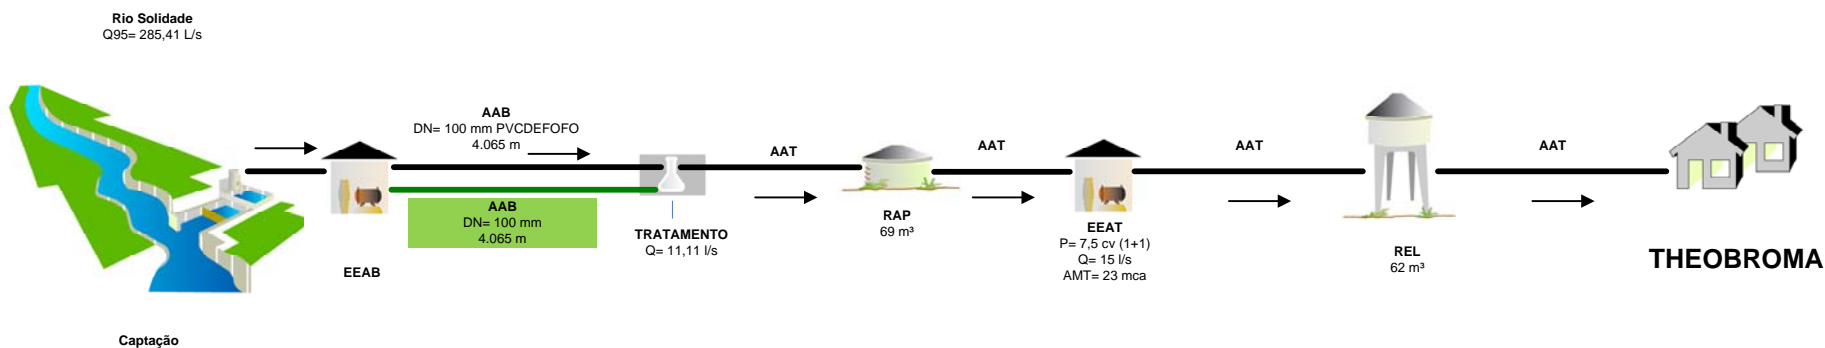 Rio Solidade
Q95= 285,41 L/s
AAB
DN= 100 mm PVCDEFOFO
4.065 m
AAB
DN= 100 mm
4.065 m
EEAB
TRATAMENTO
Q= 11,11 l/s
AAT
RAP
69 m³
AAT
EEAT
P= 7,5 cv (1+1)
Q= 15 l/s
AMT= 23 mca
AAT
REL
62 m³
AAT
THEOBROMA
Captação